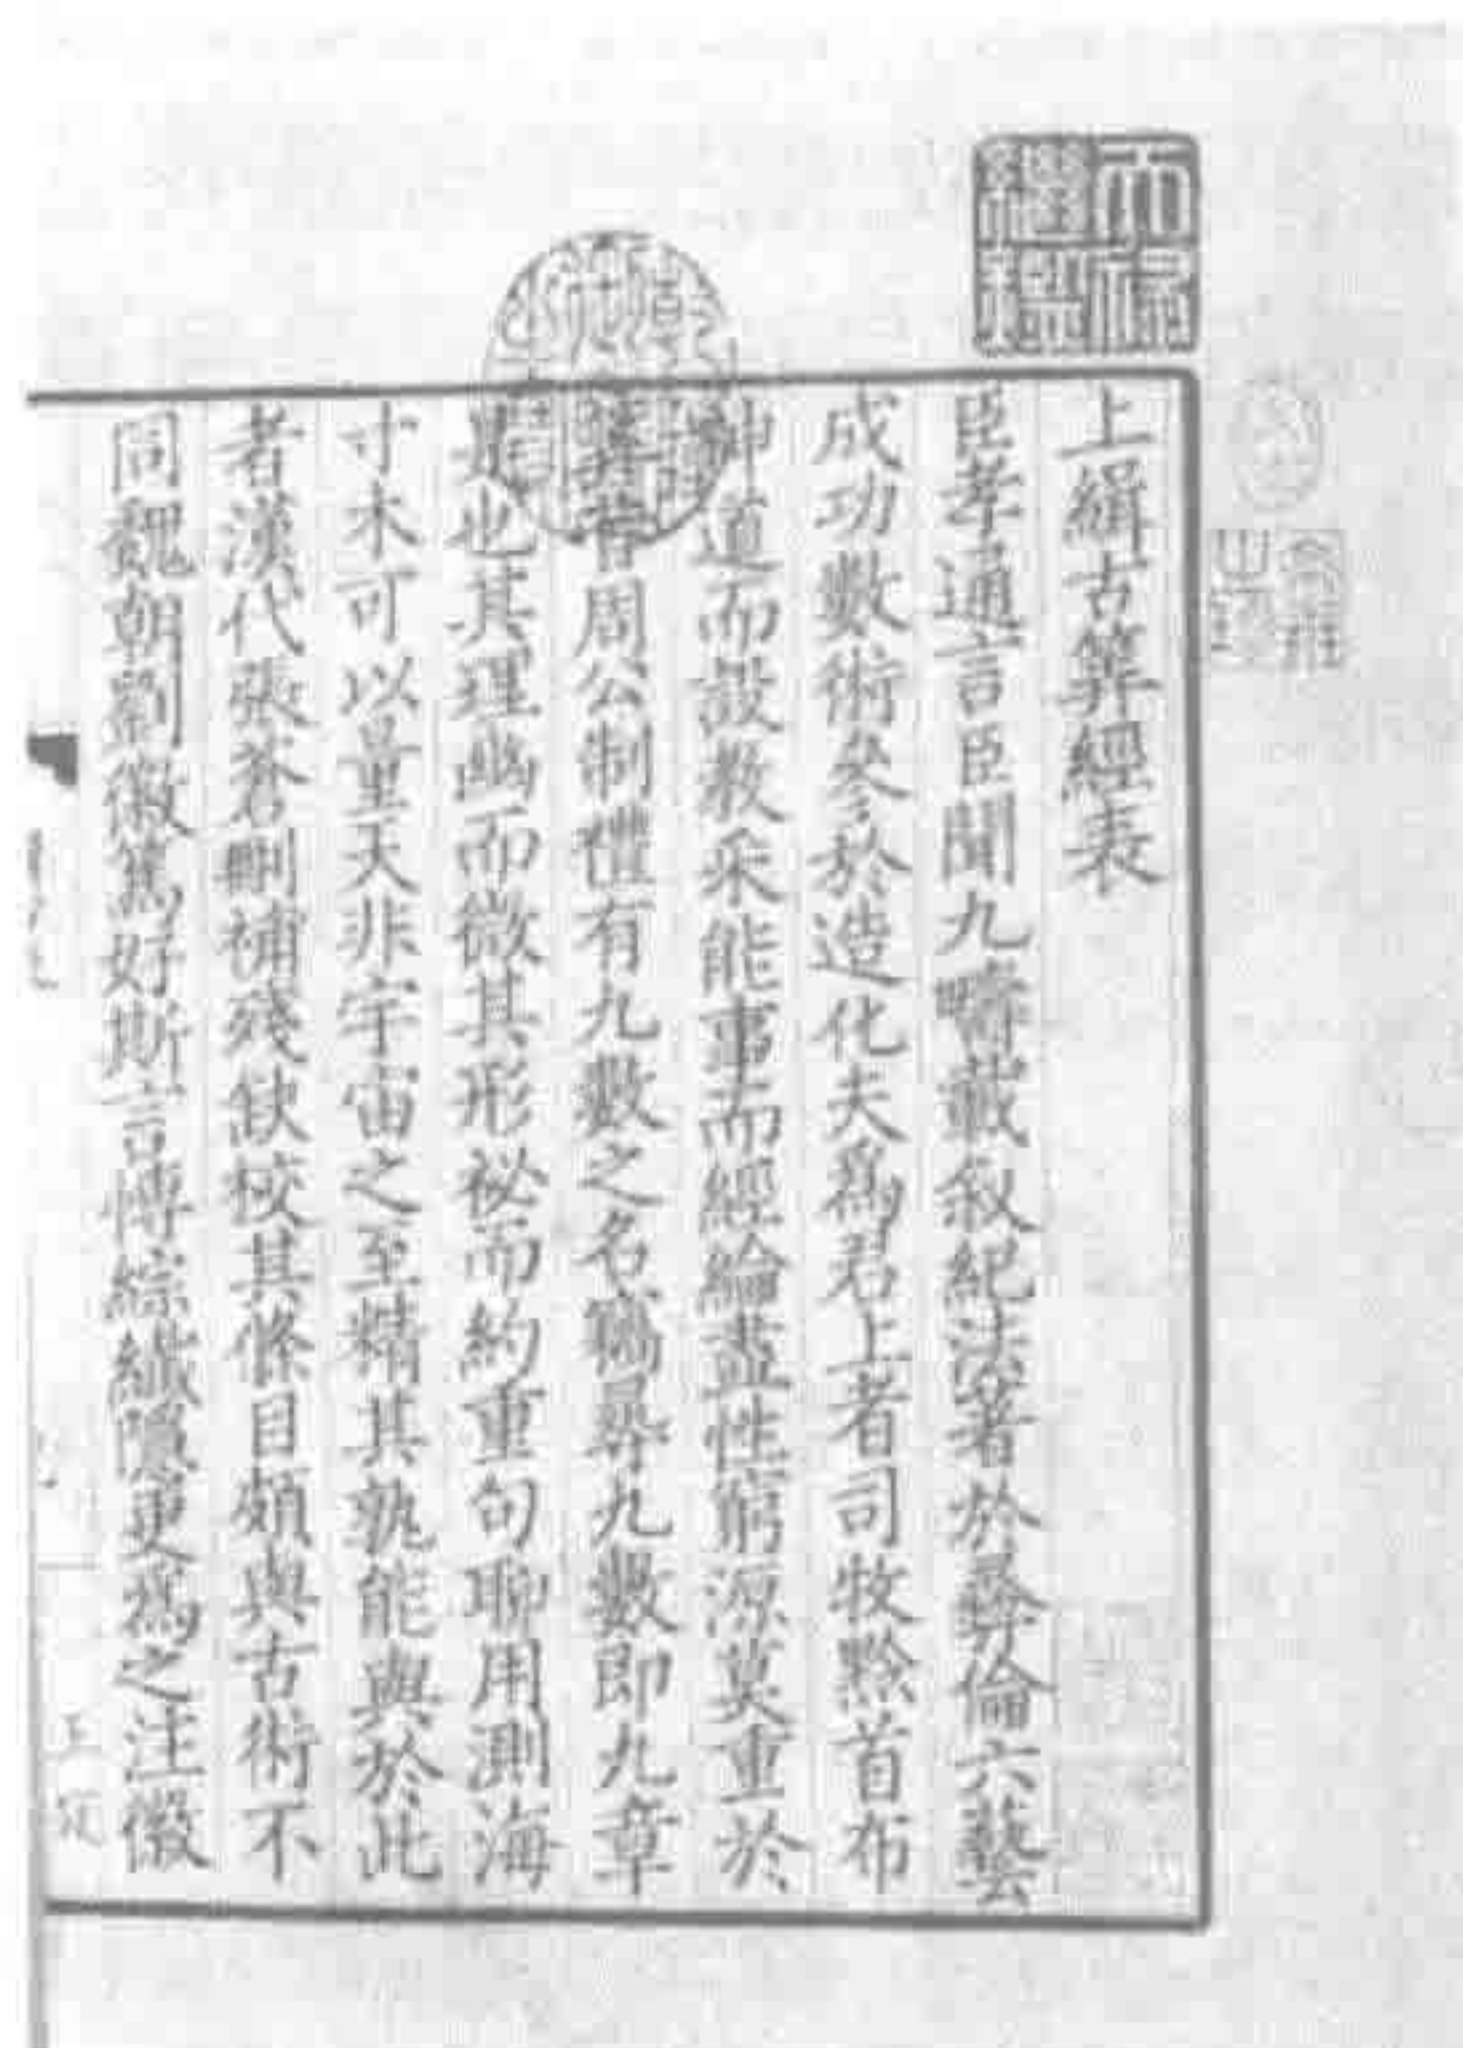 上緝古筭經表
臣孝通言臣聞九疇載叙紀法著於彝倫六藝
成功數術叅於造化夫爲君上者司牧黔首布
神道而設教采能事而經綸盡性窮源莫重於
筭昔周公制禮有九數之名竊尋九數即九章
是也其理幽而微其形祕而約重句聊用測海
寸木可以量天非宇宙之至精其孰能與於此
者漢代張蒼刪補殘缺校其條目頗與古術不
同魏朝劉徽篤好斯言博綜纖隱更爲之注徽